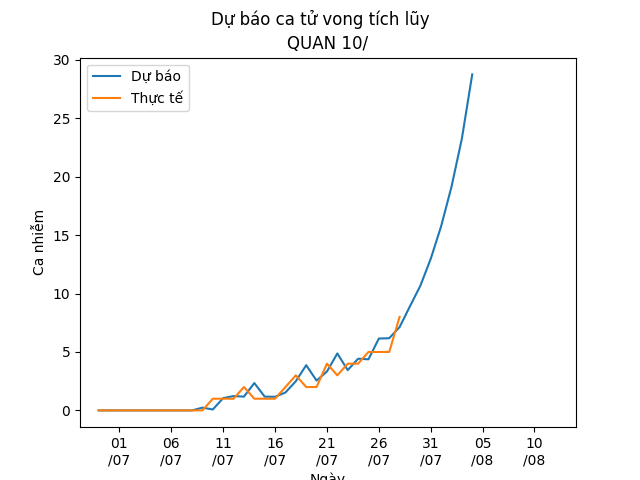 Dự báo ca tử vong tích lũy
QUAN 10/
Dự báo
Thực tế
Ca nhiễm
30
25
20
15
10
5
0
01 06 11 16 21 26 31 05 10
/07 /07 /07 /07 /07 /07 /07 /08 /08
Ngày